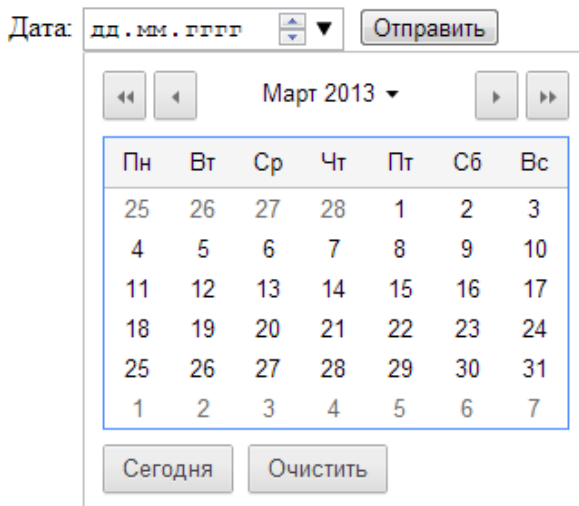 Дата: дд.мм.гггг Отправить
Март 2013
Пн Вт Ср Чт Пт Сб Вс
25 26 27 28 1 2 3
4 5 6 7 8 9 10
11 12 13 14 15 16 17
18 19 20 21 22 23 24
25 26 27 28 29 30 31
1 2 3 4 5 6 7
Сегодня Очистить